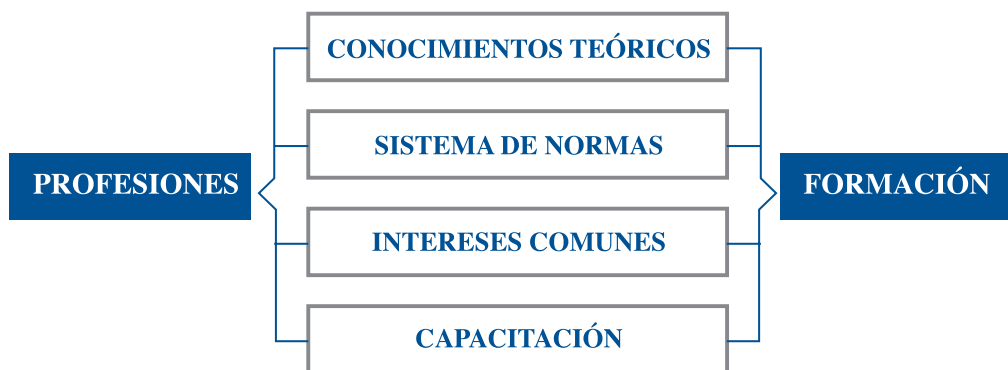 CONOCIMIENTOS TEÓRICOS
SISTEMA DE NORMAS
PROFESIONES
FORMACIÓN
INTERESES COMUNES
CAPACITACIÓN